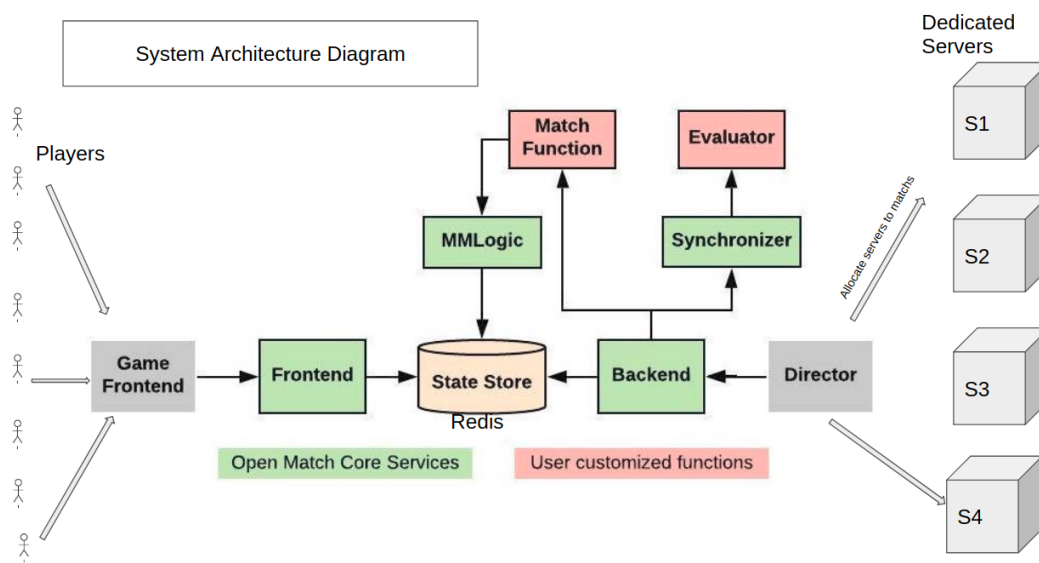 System Architecture Diagram
Dedicated
Servers
Players
Match
Function
Evaluator
S1
MMLogic
Synchronizer
Allocate servers to matchs
S2
Game
Frontend
Frontend
State Store
Redis
Backend
Director
S3
Open Match Core Services
User customized functions
S4